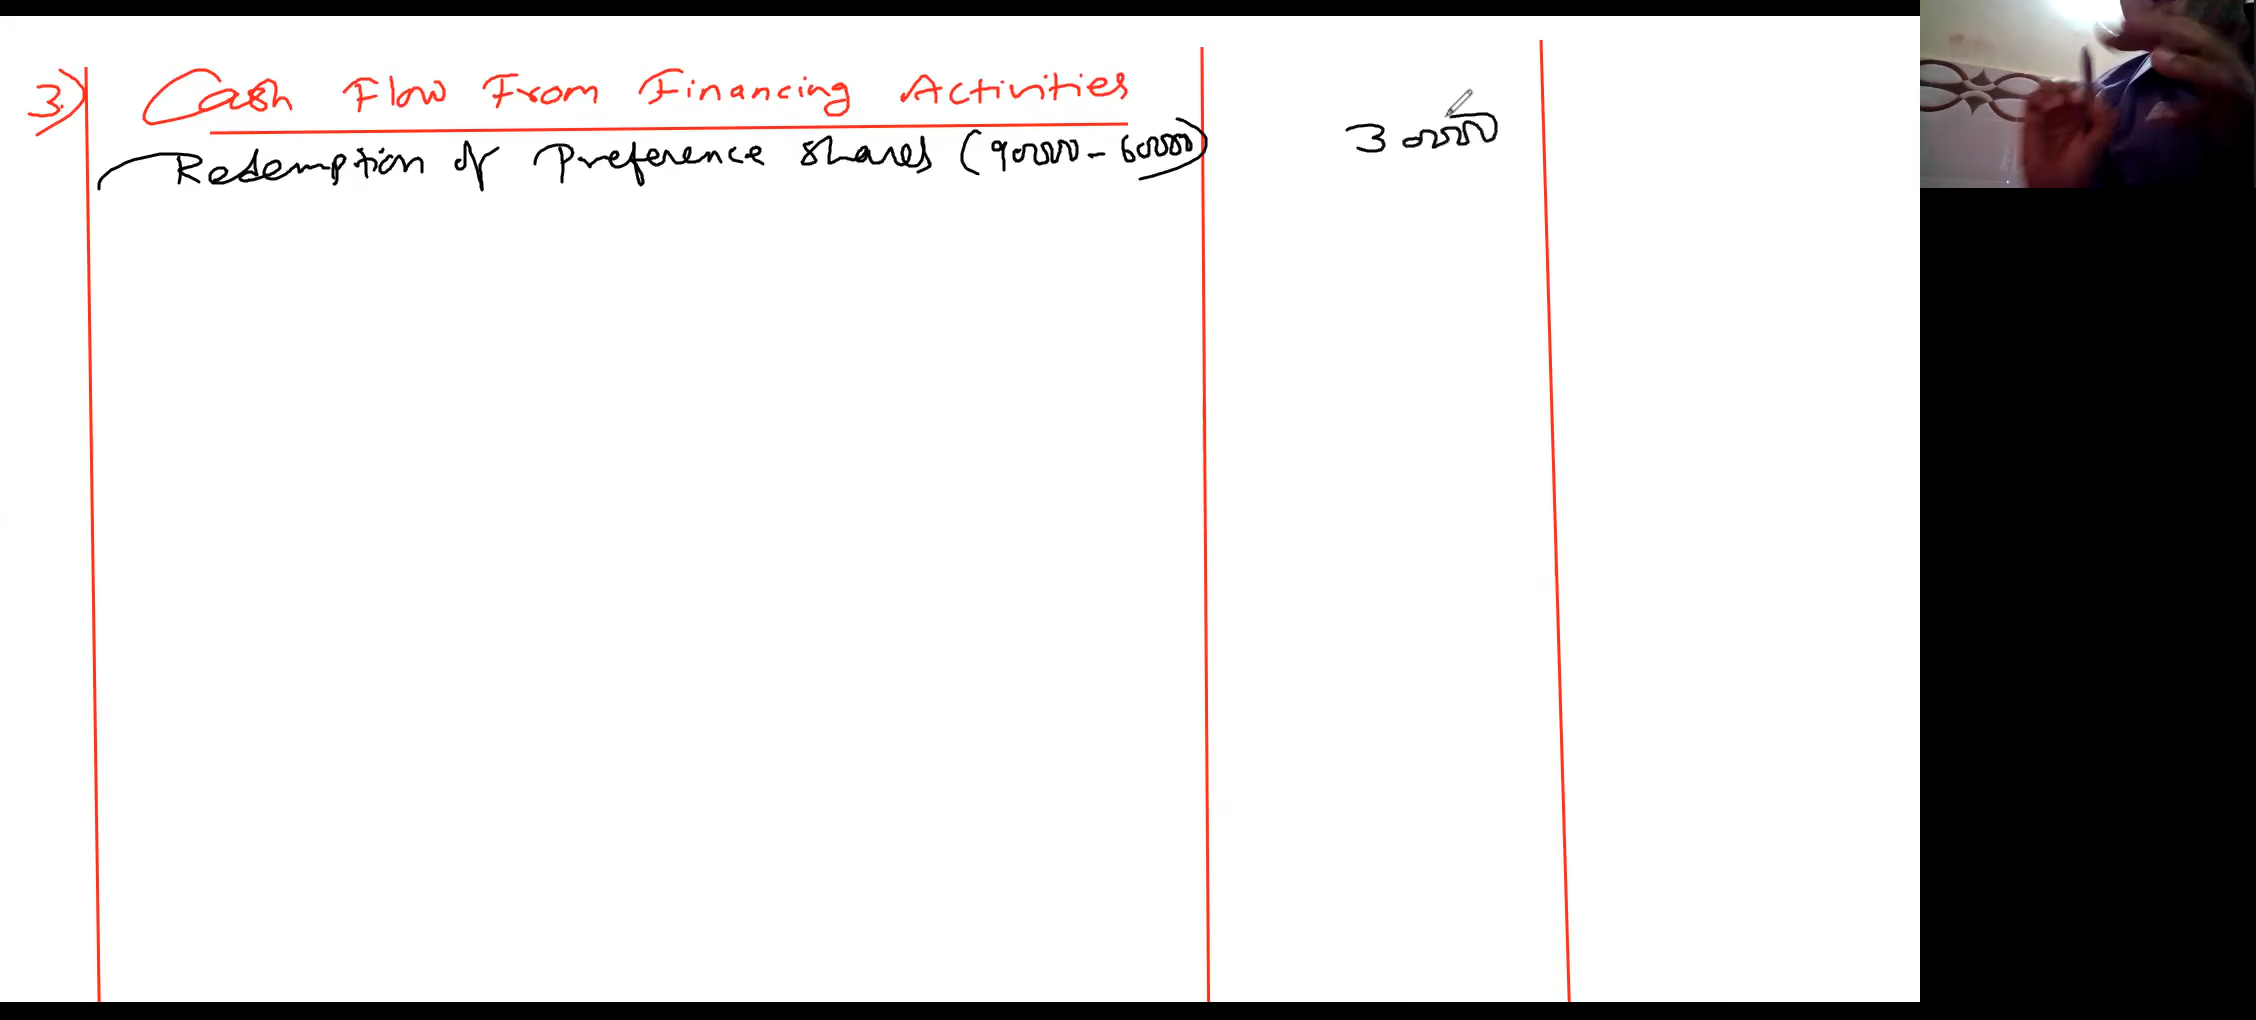 3) Cash Flow From Financing Activities
Redemption of Preference shares (90000 - 60000) 30000